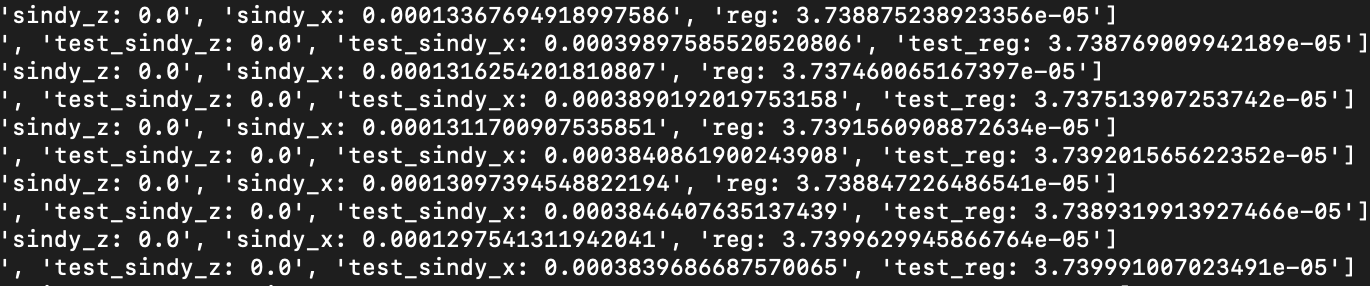 'sindy_z: 0.0', 'sindy_x: 0.00013367694918997586', 'reg: 3.738875238923356e-05']
', 'test_sindy_z: 0.0', 'test_sindy_x: 0.00039897585520520806', 'test_reg: 3.738769009942189e-05']
'sindy_z: 0.0', 'sindy_x: 0.0001316254201810807', 'reg: 3.737460065167397e-05']
', 'test_sindy_z: 0.0', 'test_sindy_x: 0.0003890192019753158', 'test_reg: 3.737513907253742e-05']
'sindy_z: 0.0', 'sindy_x: 0.0001311700907535851', 'reg: 3.7391560908872634e-05']
', 'test_sindy_z: 0.0', 'test_sindy_x: 0.0003840861900243908', 'test_reg: 3.739201565622352e-05']
'sindy_z: 0.0', 'sindy_x: 0.00013097394548822194', 'reg: 3.738847226486541e-05']
', 'test_sindy_z: 0.0', 'test_sindy_x: 0.0003846407635137439', 'test_reg: 3.7389319913927466e-05']
'sindy_z: 0.0', 'sindy_x: 0.0001297541311942041', 'reg: 3.7399629945866764e-05']
', 'test_sindy_z: 0.0', 'test_sindy_x: 0.0003839686687570065', 'test_reg: 3.739991007023491e-05']